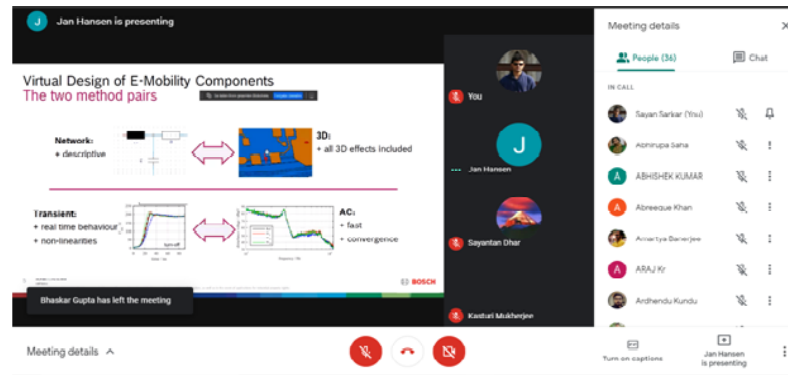 J Jan Hansen is presenting
Virtual Design of E-Mobility Components
The two method pairs
Network:
+ descriptive
3D:
+ all 3D effects included
Transient:
+ real time behaviour
+ non-linearities
turn-off
AC:
+ fast
+ convergence
BOSCH
Bhaskar Gupta has left the meeting
You
J
Jan Hansen
Sayantan Dhar
Kasturi Mukherjee
Meeting details
People (36)
Chat
IN CALL
Sayan Sarkar (You)
Abhirupa Saha
A ABHISHEK KUMAR
A Abreeque Khan
Amartya Banerjee
A ARAJ Kr
Ardhendu Kundu
Meeting details
Turn on captions
Jan Hansen
is presenting